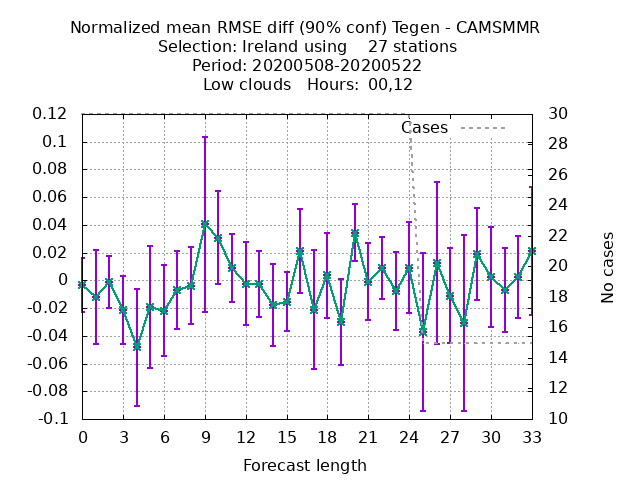 Normalized mean RMSE diff (90% conf) Tegen - CAMSMMR
Selection: Ireland using    27 stations
Period: 20200508-20200522
Low clouds   Hours:  00,12
Cases
0.12
0.1
0.08
0.06
0.04
0.02
0
-0.02
-0.04
-0.06
-0.08
-0.1
30
28
26
24
22
20
18
16
14
12
10
No cases
0 3 6 9 12 15 18 21 24 27 30 33
Forecast length